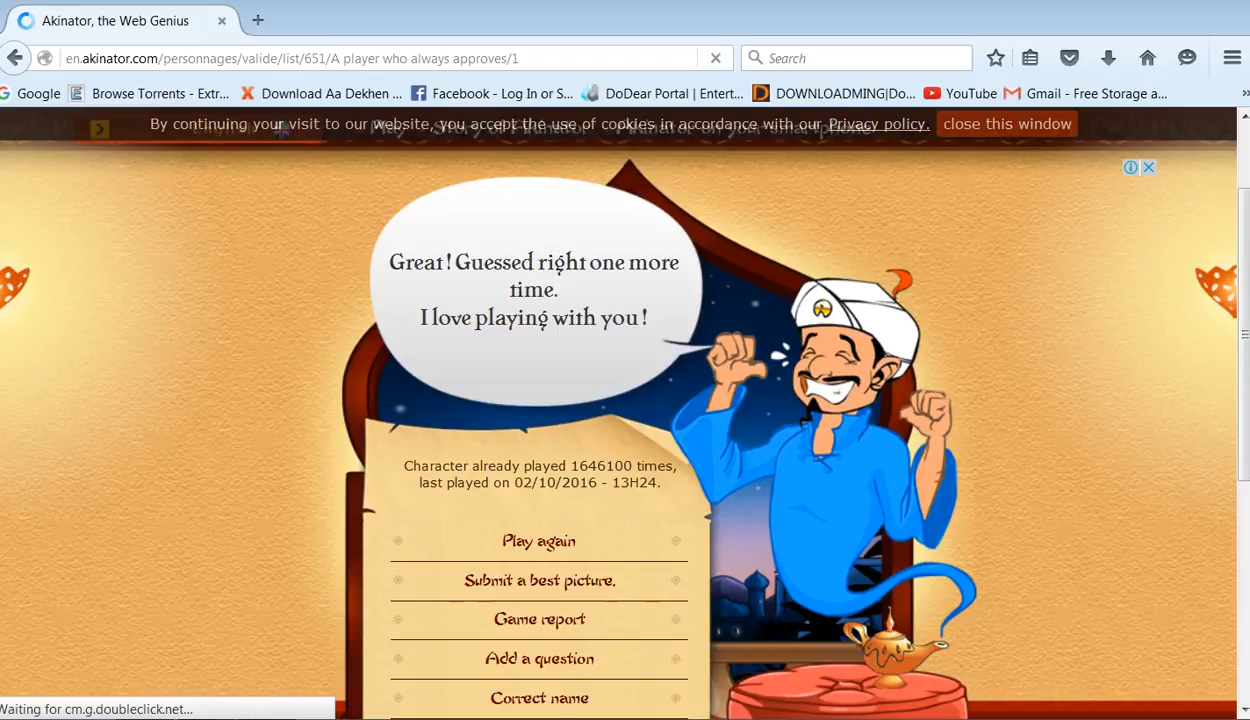 Akinator, the Web Genius
en.akinator.com/personnages/valide/list/651/A player who always approves/1
Search
Google
Browse Torrents - Extr...
Download Aa Dekhen ...
Facebook - Log In or S...
DoDear Portal | Entert...
DOWNLOADMING|Do...
YouTube
Gmail - Free Storage a...
By continuing your visit to our website, you accept the use of cookies in accordance with our Privacy policy.
close this window
Great ! Guessed right one more
time.
I love playing with you !
Character already played 1646100 times,
last played on 02/10/2016 - 13H24.
Play again
Submit a best picture.
Game report
Add a question
Correct name
Waiting for cm.g.doubleclick.net...